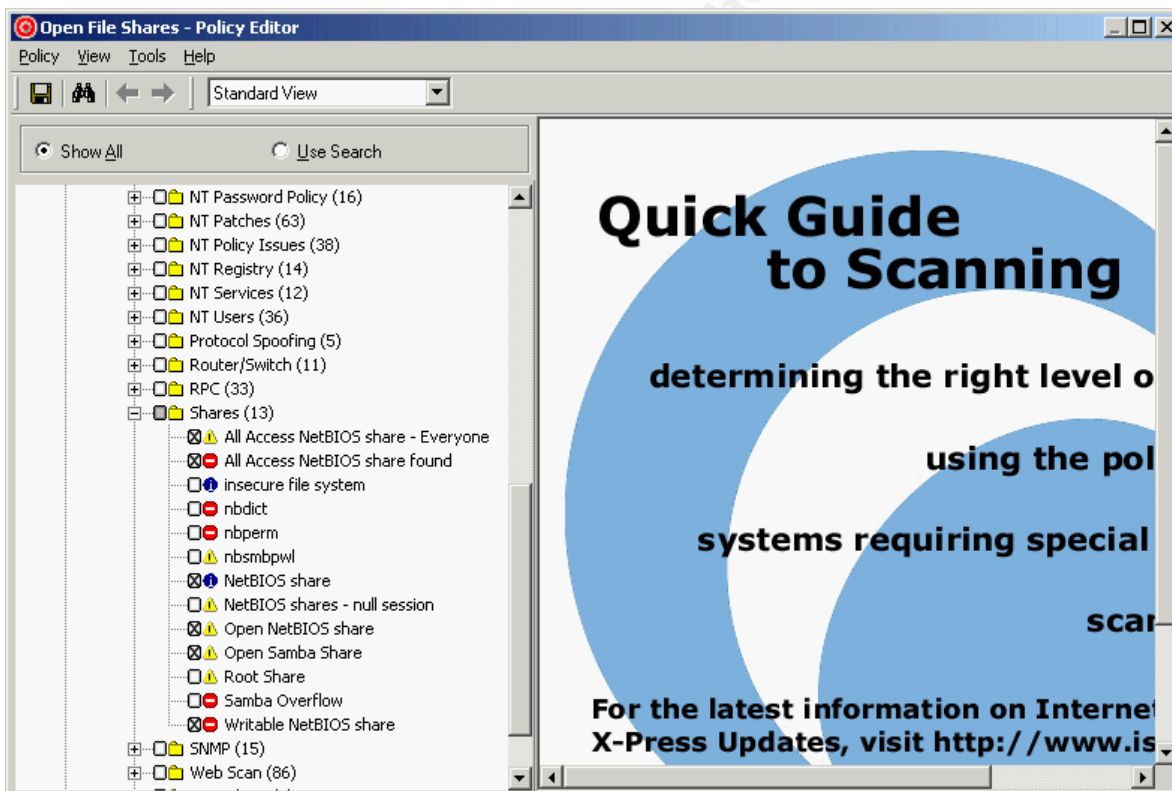 Open File Shares - Policy Editor
Policy View Tools Help
Standard View
Show All
Use Search
NT Password Policy (16)
NT Patches (63)
NT Policy Issues (38)
NT Registry (14)
NT Services (12)
NT Users (36)
Protocol Spoofing (5)
Router/Switch (11)
RPC (33)
Shares (13)
All Access NetBIOS share - Everyone
All Access NetBIOS share found
insecure file system
nbdict
nbperm
nbsmbpwl
NetBIOS share
NetBIOS shares - null session
Open NetBIOS share
Open Samba Share
Root Share
Samba Overflow
Writable NetBIOS share
SNMP (15)
Web Scan (86)
Quick Guide
to Scanning
determining the right level o
using the pol
systems requiring special
scan
For the latest information on Internet
X-Press Updates, visit http://www.is